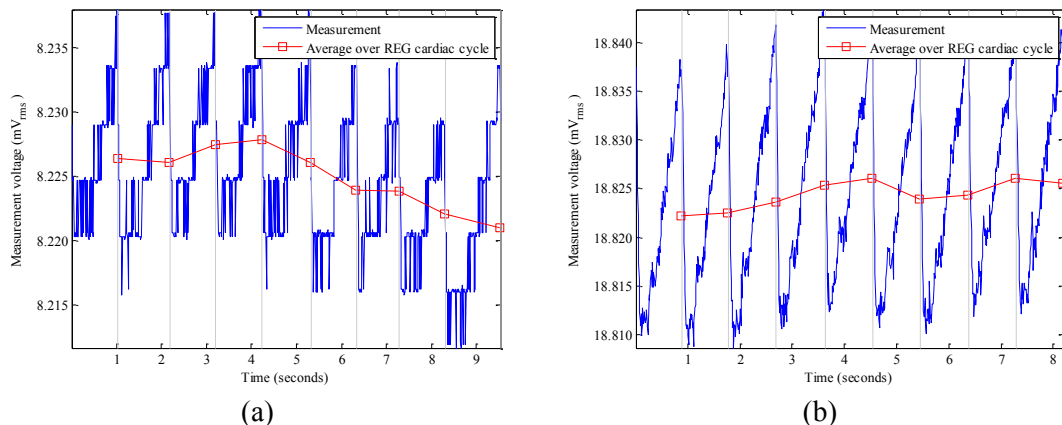 Measurement
Average over REG cardiac cycle
8.235
8.230
8.225
8.220
8.215
Measurement voltage (mVrms)
1 2 3 4 5 6 7 8 9
Time (seconds)
(a)
Measurement
Average over REG cardiac cycle
18.840
18.835
18.830
18.825
18.820
18.815
18.810
Measurement voltage (mVrms)
1 2 3 4 5 6 7 8
Time (seconds)
(b)